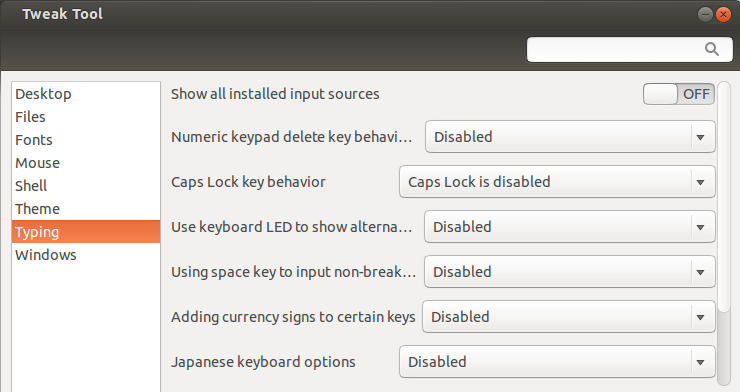 Tweak Tool
Desktop
Files
Fonts
Mouse
Shell
Theme
Typing
Windows
Show all installed input sources OFF
Numeric keypad delete key behavi... Disabled
Caps Lock key behavior Caps Lock is disabled
Use keyboard LED to show alterna... Disabled
Using space key to input non-break... Disabled
Adding currency signs to certain keys Disabled
Japanese keyboard options Disabled